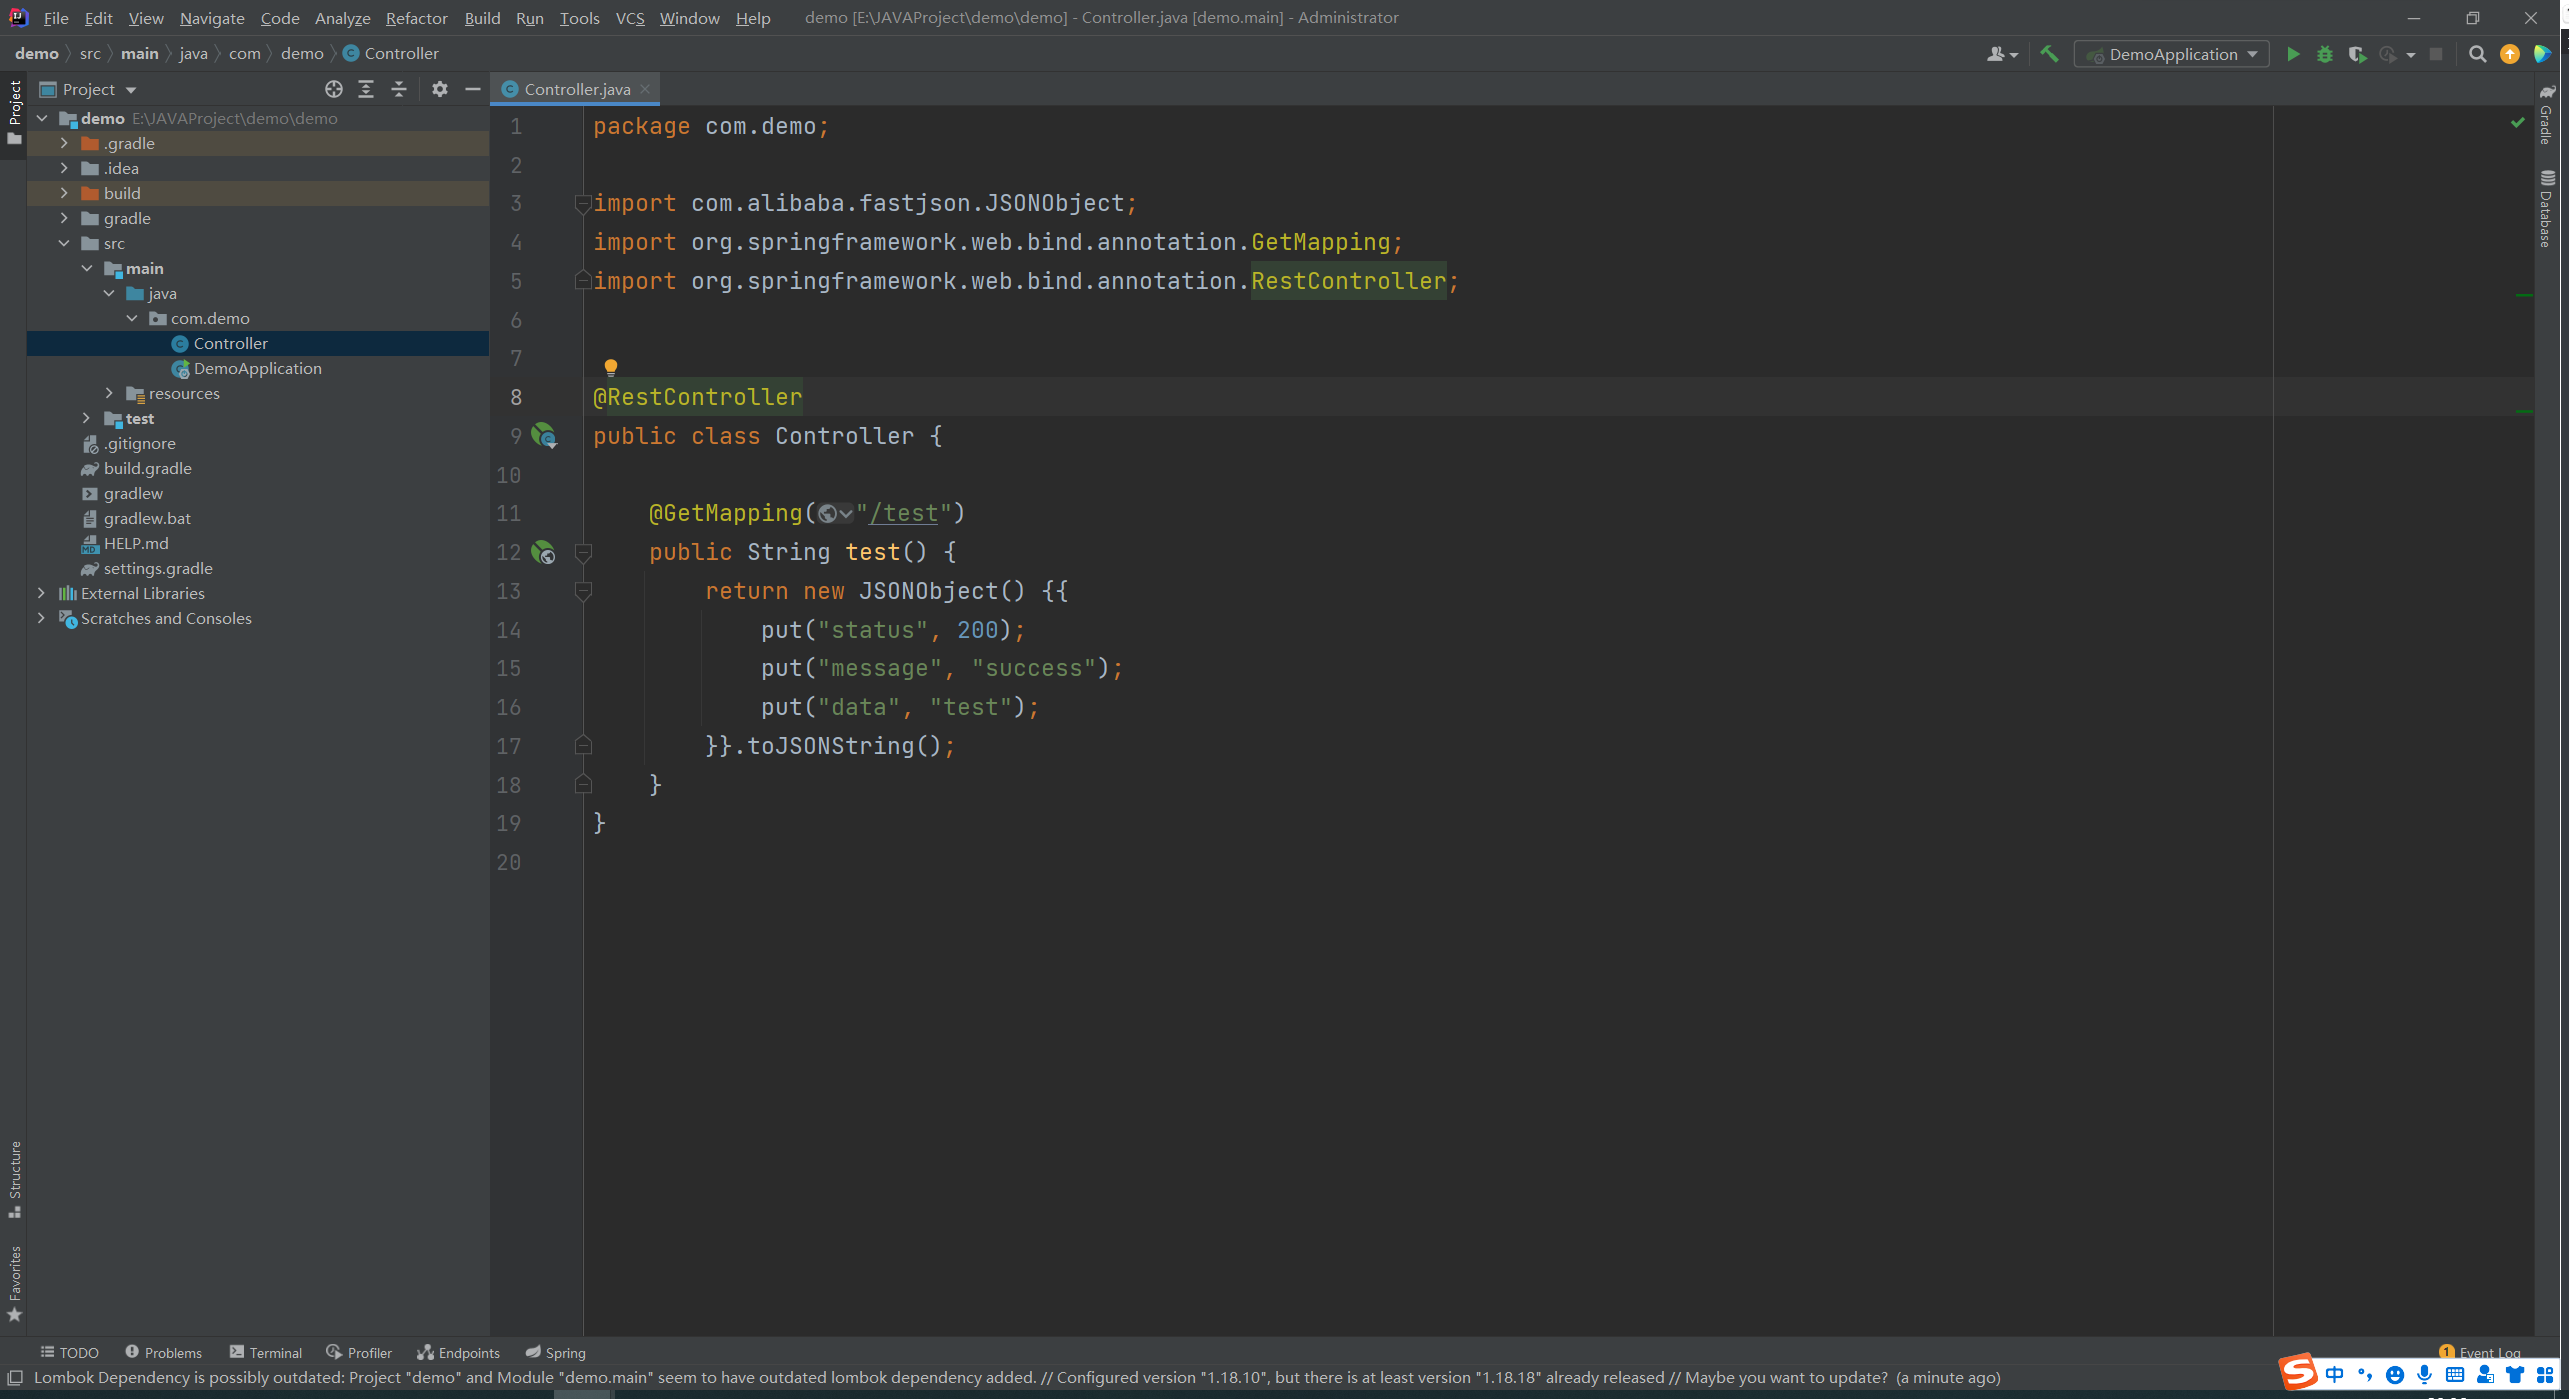 File Edit View Navigate Code Analyze Refactor Build Run Tools VCS Window Help demo [E:\JAVAProject\demo\demo] - Controller.java [demo.main] - Administrator
demo src main java com demo Controller
DemoApplication
Project
Project
Controller.java
demo E:\JAVAProject\demo\demo
.gradle
.idea
build
gradle
src
main
java
com.demo
Controller
DemoApplication
resources
test
.gitignore
build.gradle
gradlew
gradlew.bat
HELP.md
settings.gradle
External Libraries
Scratches and Consoles
1 package com.demo;
2
3 import com.alibaba.fastjson.JSONObject;
4 import org.springframework.web.bind.annotation.GetMapping;
5 import org.springframework.web.bind.annotation.RestController;
6
7
8 @RestController
9 public class Controller {
10
11 @GetMapping("/test")
12 public String test() {
13 return new JSONObject() {{
14 put("status", 200);
15 put("message", "success");
16 put("data", "test");
17 }}.toJSONString();
18 }
19 }
20
Gradle
Database
Structure
Favorites
TODO Problems Terminal Profiler Endpoints Spring
1 Event Log
Lombok Dependency is possibly outdated: Project "demo" and Module "demo.main" seem to have outdated lombok dependency added. // Configured version "1.18.10", but there is at least version "1.18.18" already released // Maybe you want to update? (a minute ago)
中